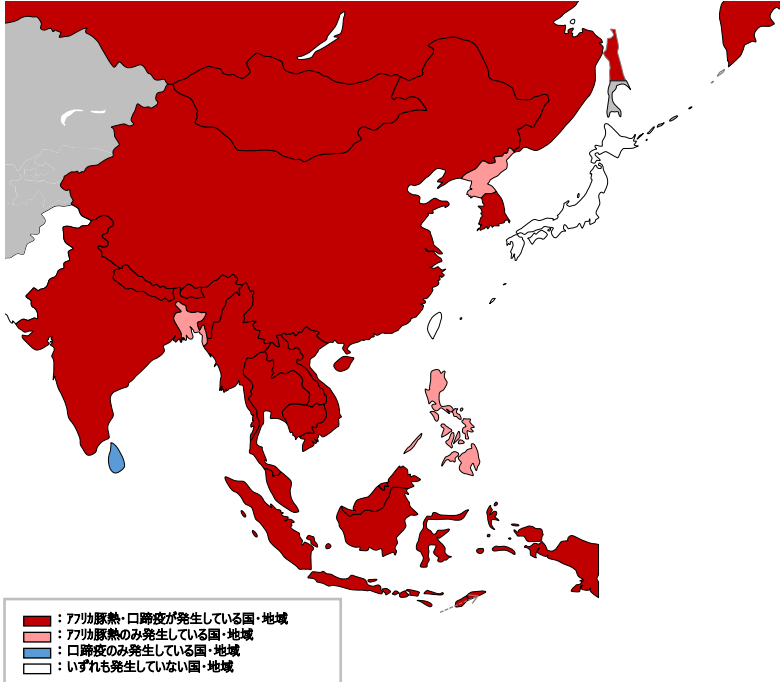 ：ｱﾌﾘｶ豚熱・口蹄疫が発生している国・地域
：ｱﾌﾘｶ豚熱のみ発生している国・地域
：口蹄疫のみ発生している国・地域
：いずれも発生していない国・地域